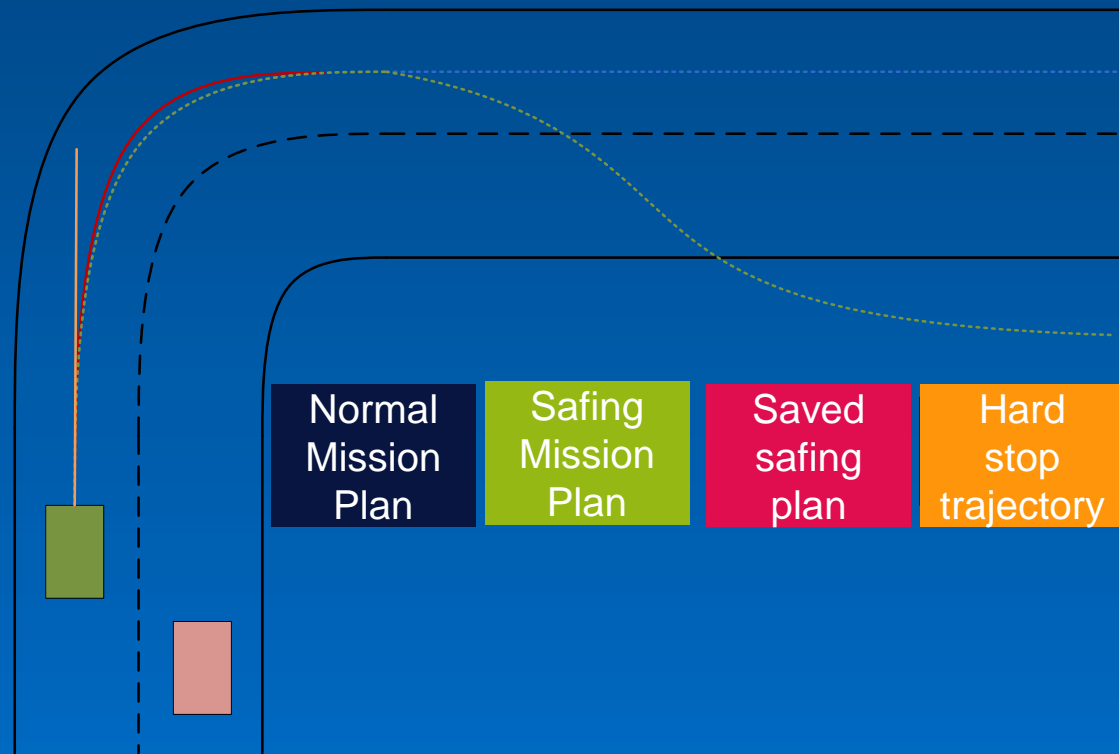 Normal
Mission
Plan
Safing
Mission
Plan
Saved
safing
plan
Hard
stop
trajectory